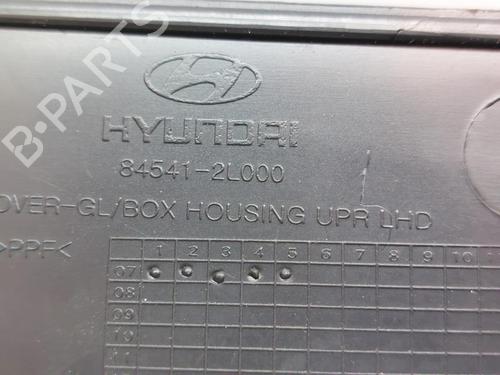 B-PARTS
HYUNDAI
84541-2L000
OVER-GL/BOX HOUSING UPR LHD
>PPF<
1 2 3 4 5 6 7 8 9 10
07
08
09
10
11